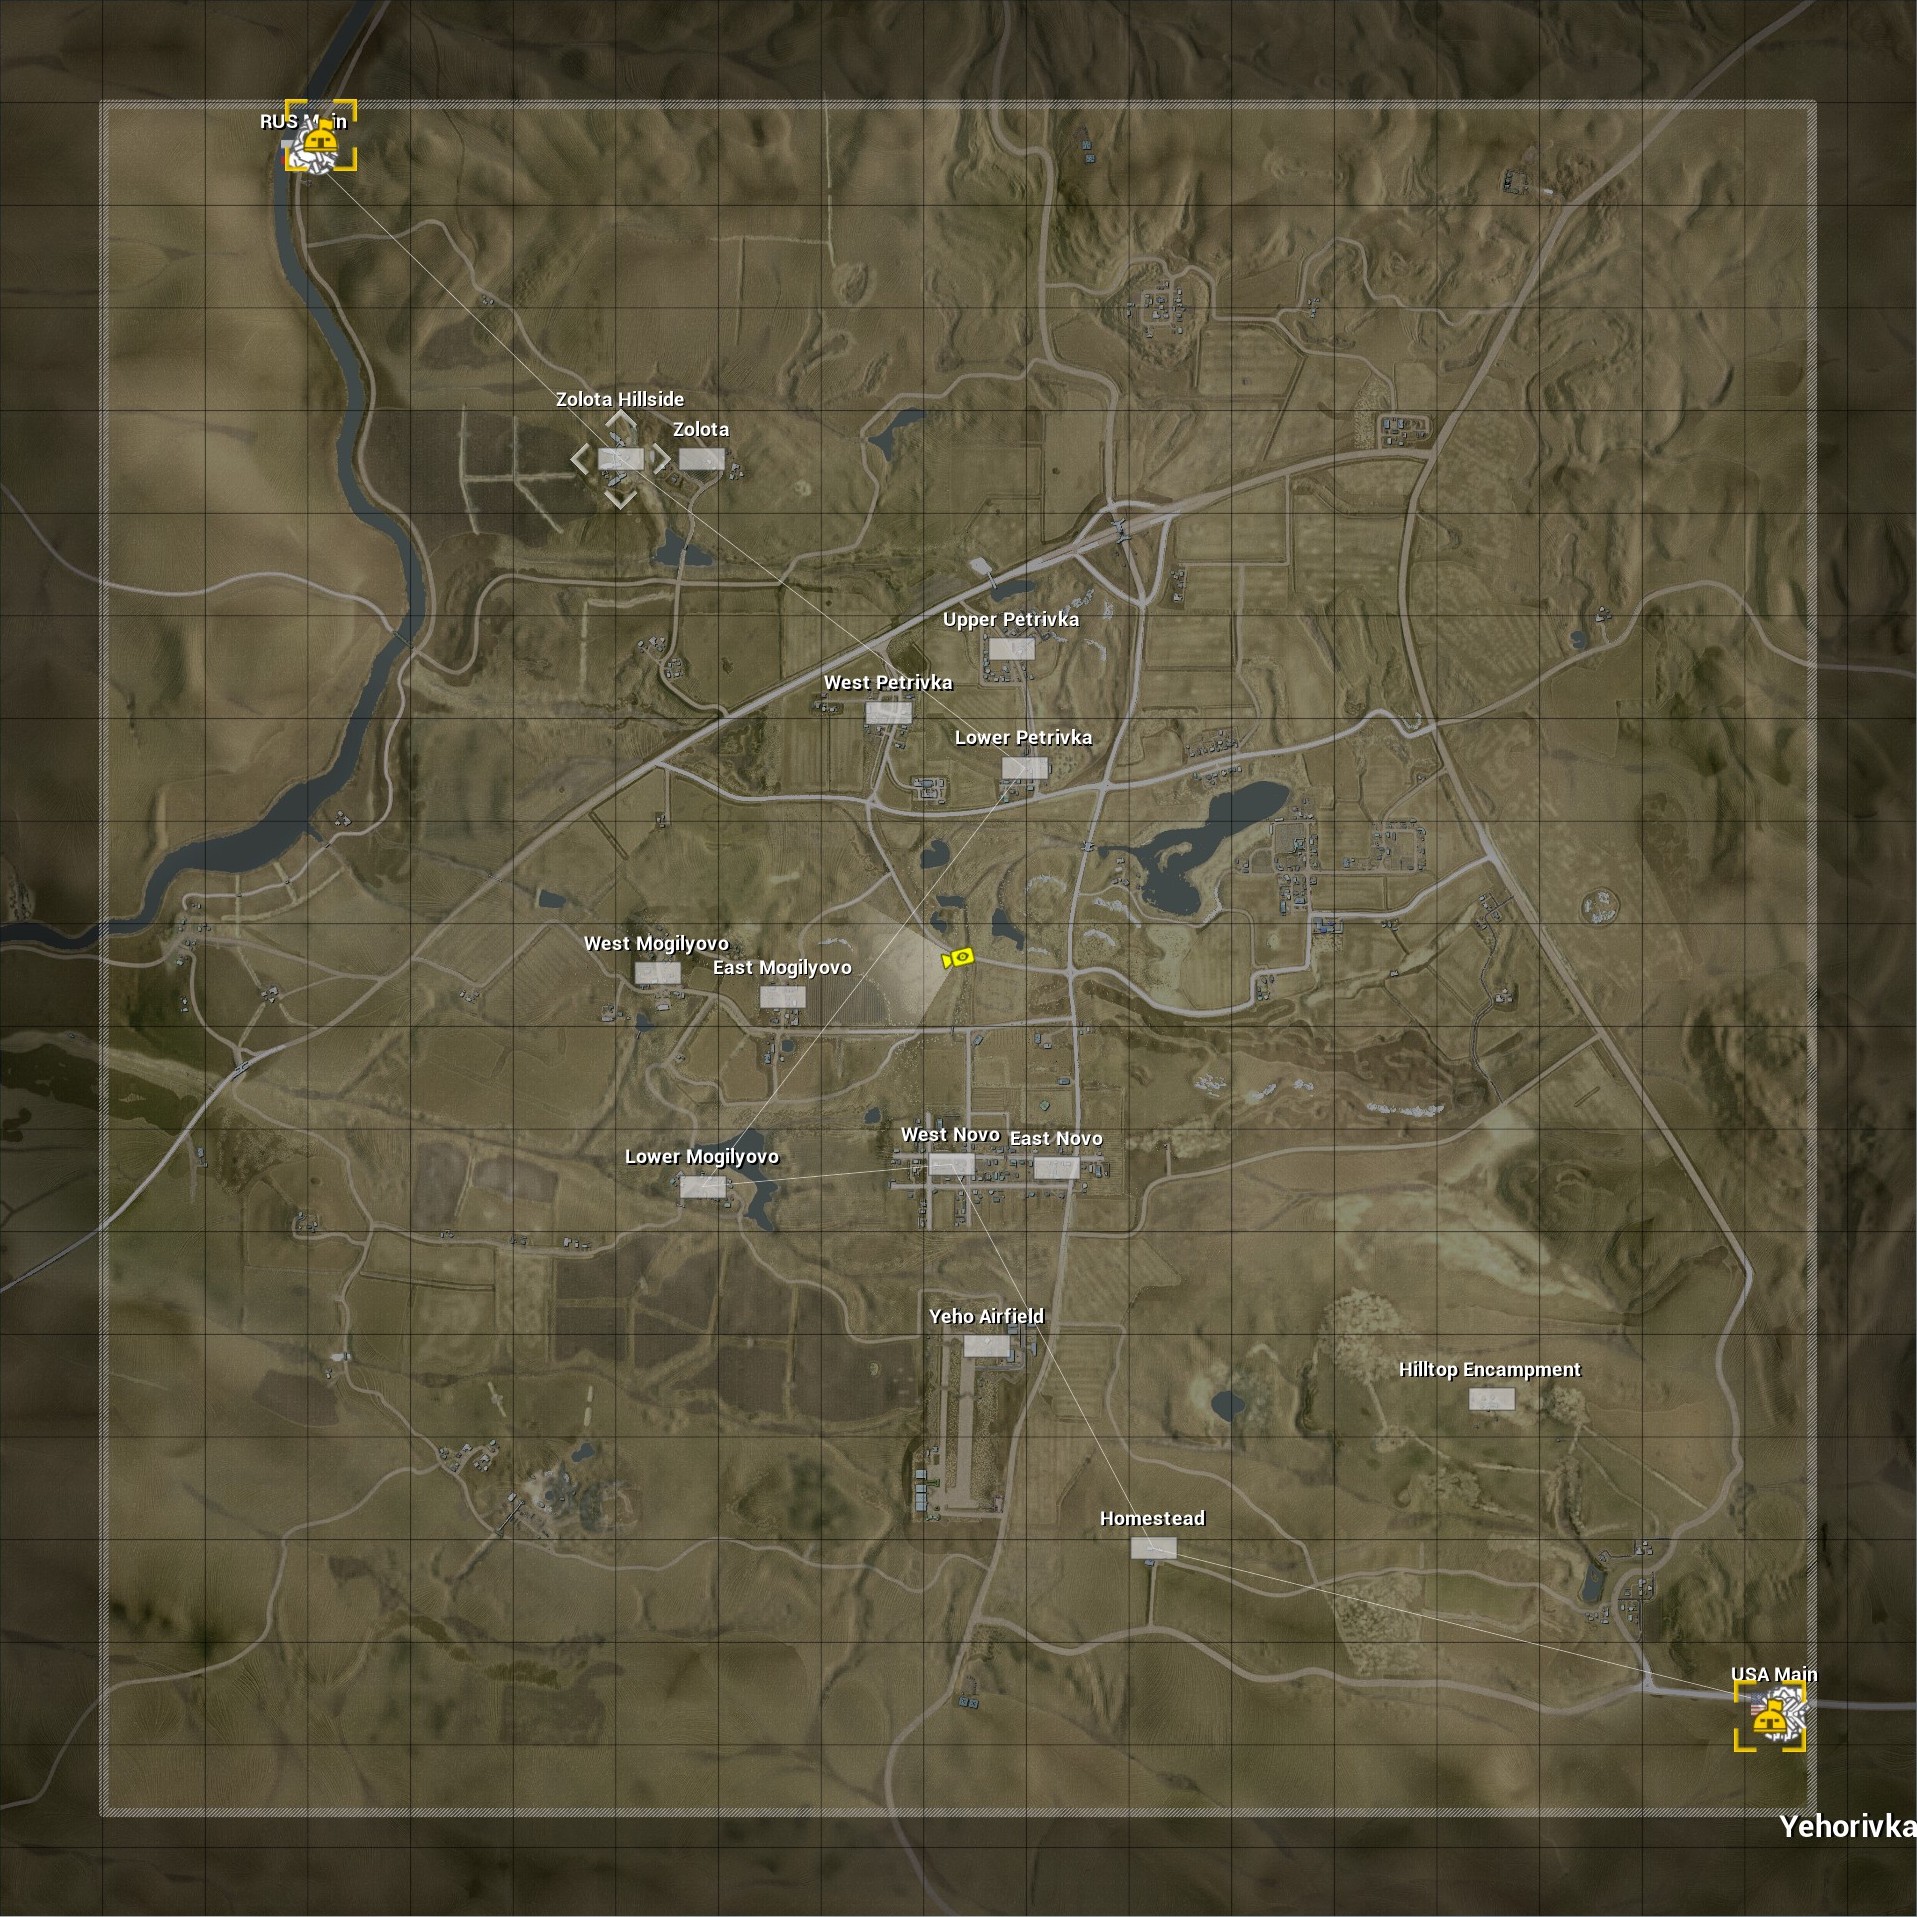 RUS Main
Zolota Hillside
Zolota
Upper Petrivka
West Petrivka
Lower Petrivka
West Mogilyovo
East Mogilyovo
West Novo
East Novo
Lower Mogilyovo
Yeho Airfield
Hilltop Encampment
Homestead
USA Main
Yehorivka